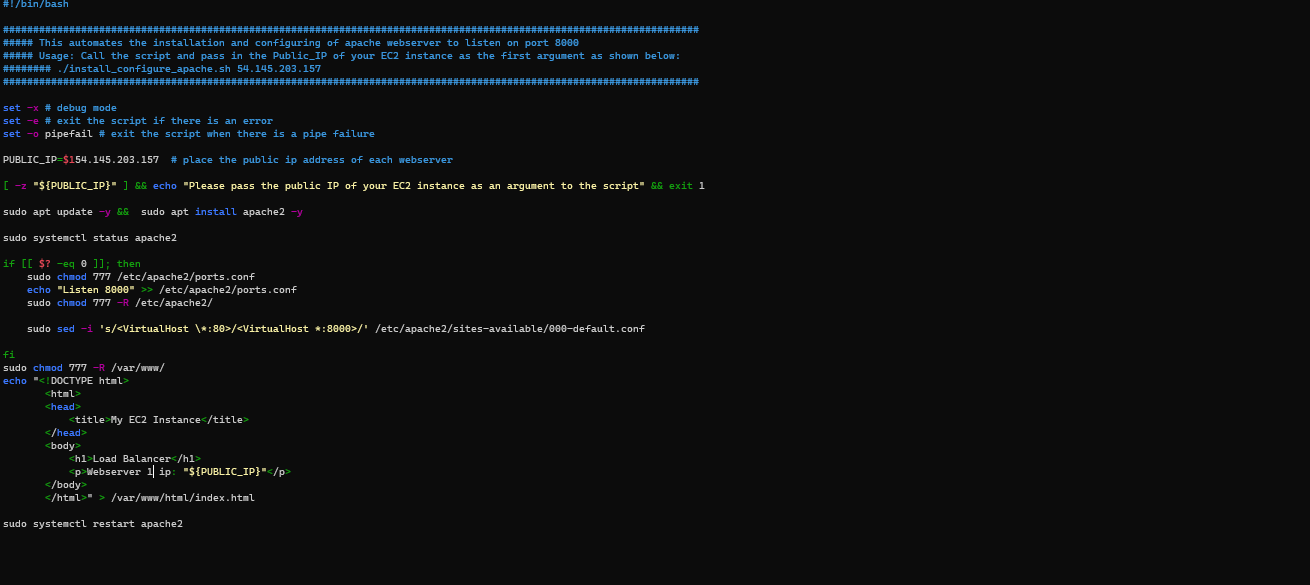 #!/bin/bash
####################################################################################################################
##### This automates the installation and configuring of apache webserver to listen on port 8000
##### Usage: Call the script and pass in the Public_IP of your EC2 instance as the first argument as shown below:
######## ./install_configure_apache.sh 54.145.203.157
####################################################################################################################
set -x # debug mode
set -e # exit the script if there is an error
set -o pipefail # exit the script when there is a pipe failure
PUBLIC_IP=$154.145.203.157  # place the public ip address of each webserver
[ -z "${PUBLIC_IP}" ] && echo "Please pass the public IP of your EC2 instance as an argument to the script" && exit 1
sudo apt update -y &&  sudo apt install apache2 -y
sudo systemctl status apache2
if [[ $? -eq 0 ]]; then
    sudo chmod 777 /etc/apache2/ports.conf
    echo "Listen 8000" >> /etc/apache2/ports.conf
    sudo chmod 777 -R /etc/apache2/
    sudo sed -i 's/<VirtualHost \*:80>/<VirtualHost *:8000>/' /etc/apache2/sites-available/000-default.conf
fi
sudo chmod 777 -R /var/www/
echo "<!DOCTYPE html>
       <html>
       <head>
           <title>My EC2 Instance</title>
       </head>
       <body>
           <h1>Load Balancer</h1>
           <p>Webserver 1 ip: "${PUBLIC_IP}"</p>
       </body>
       </html>" > /var/www/html/index.html
sudo systemctl restart apache2